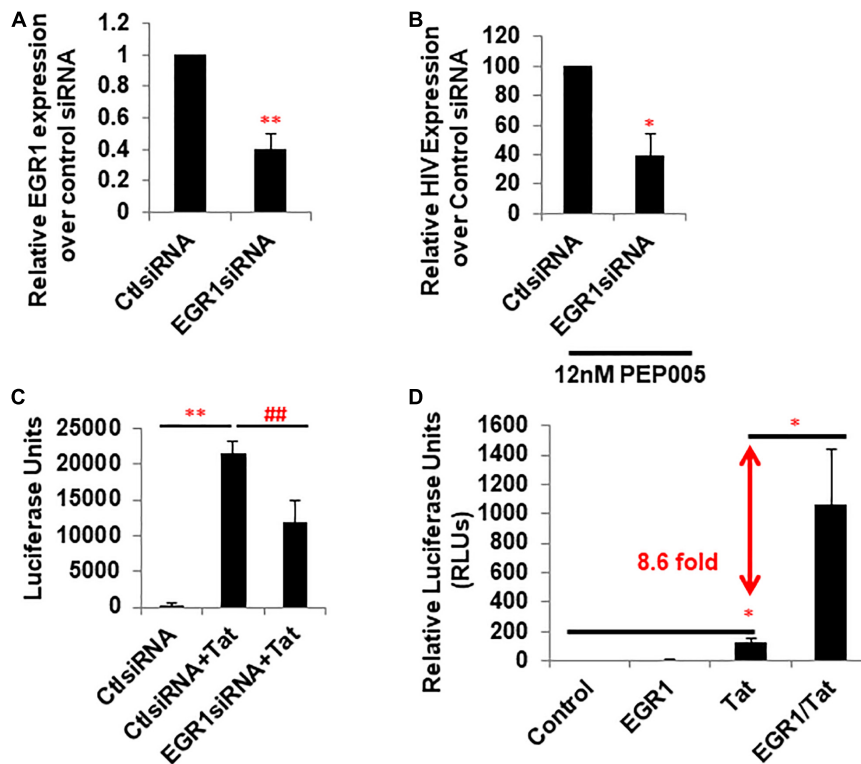 A
Relative EGR1 expression
over control siRNA
1.2
1
0.8
0.6
0.4
0.2
0
**
CtlsiRNA
EGR1siRNA
B
Relative HIV Expression
over Control siRNA
120
100
80
60
40
20
0
*
CtlsiRNA
EGR1siRNA
12nM PEP005
C
Luciferase Units
25000
20000
15000
10000
5000
0
**
##
CtlsiRNA
CtlsiRNA+Tat
EGR1siRNA+Tat
D
Relative Luciferase Units
(RLUs)
1600
1400
1200
1000
800
600
400
200
0
*
8.6 fold
*
Control
EGR1
Tat
EGR1/Tat